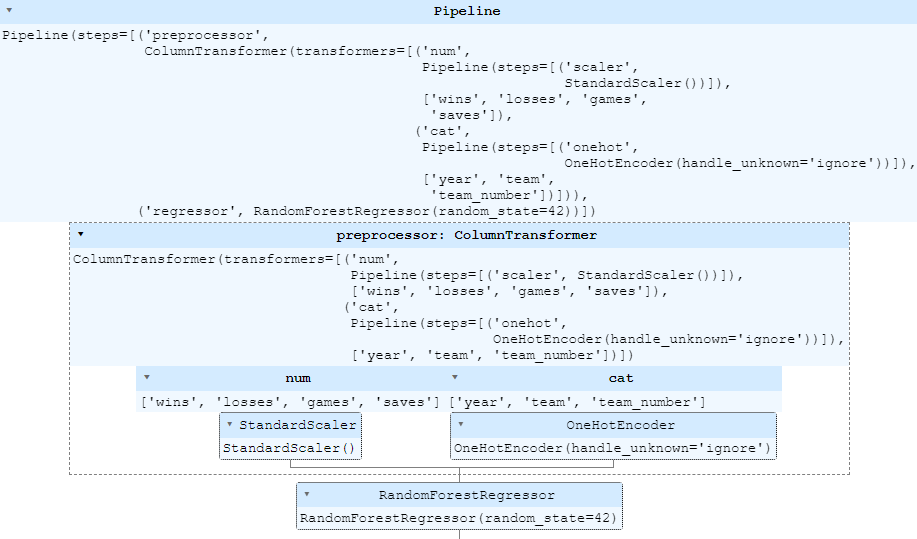 Pipeline
Pipeline(steps=[('preprocessor',
ColumnTransformer(transformers=[('num',
Pipeline(steps=[('scaler',
StandardScaler())]),
['wins', 'losses', 'games',
'saves']),
('cat',
Pipeline(steps=[('onehot',
OneHotEncoder(handle_unknown='ignore'))]),
['year', 'team',
'team_number'])])),
('regressor', RandomForestRegressor(random_state=42))])
preprocessor: ColumnTransformer
ColumnTransformer(transformers=[('num',
Pipeline(steps=[('scaler', StandardScaler())]),
['wins', 'losses', 'games', 'saves']),
('cat',
Pipeline(steps=[('onehot',
OneHotEncoder(handle_unknown='ignore'))]),
['year', 'team', 'team_number'])])
num
cat
['wins', 'losses', 'games', 'saves']
['year', 'team', 'team_number']
StandardScaler
OneHotEncoder
StandardScaler()
OneHotEncoder(handle_unknown='ignore')
RandomForestRegressor
RandomForestRegressor(random_state=42)